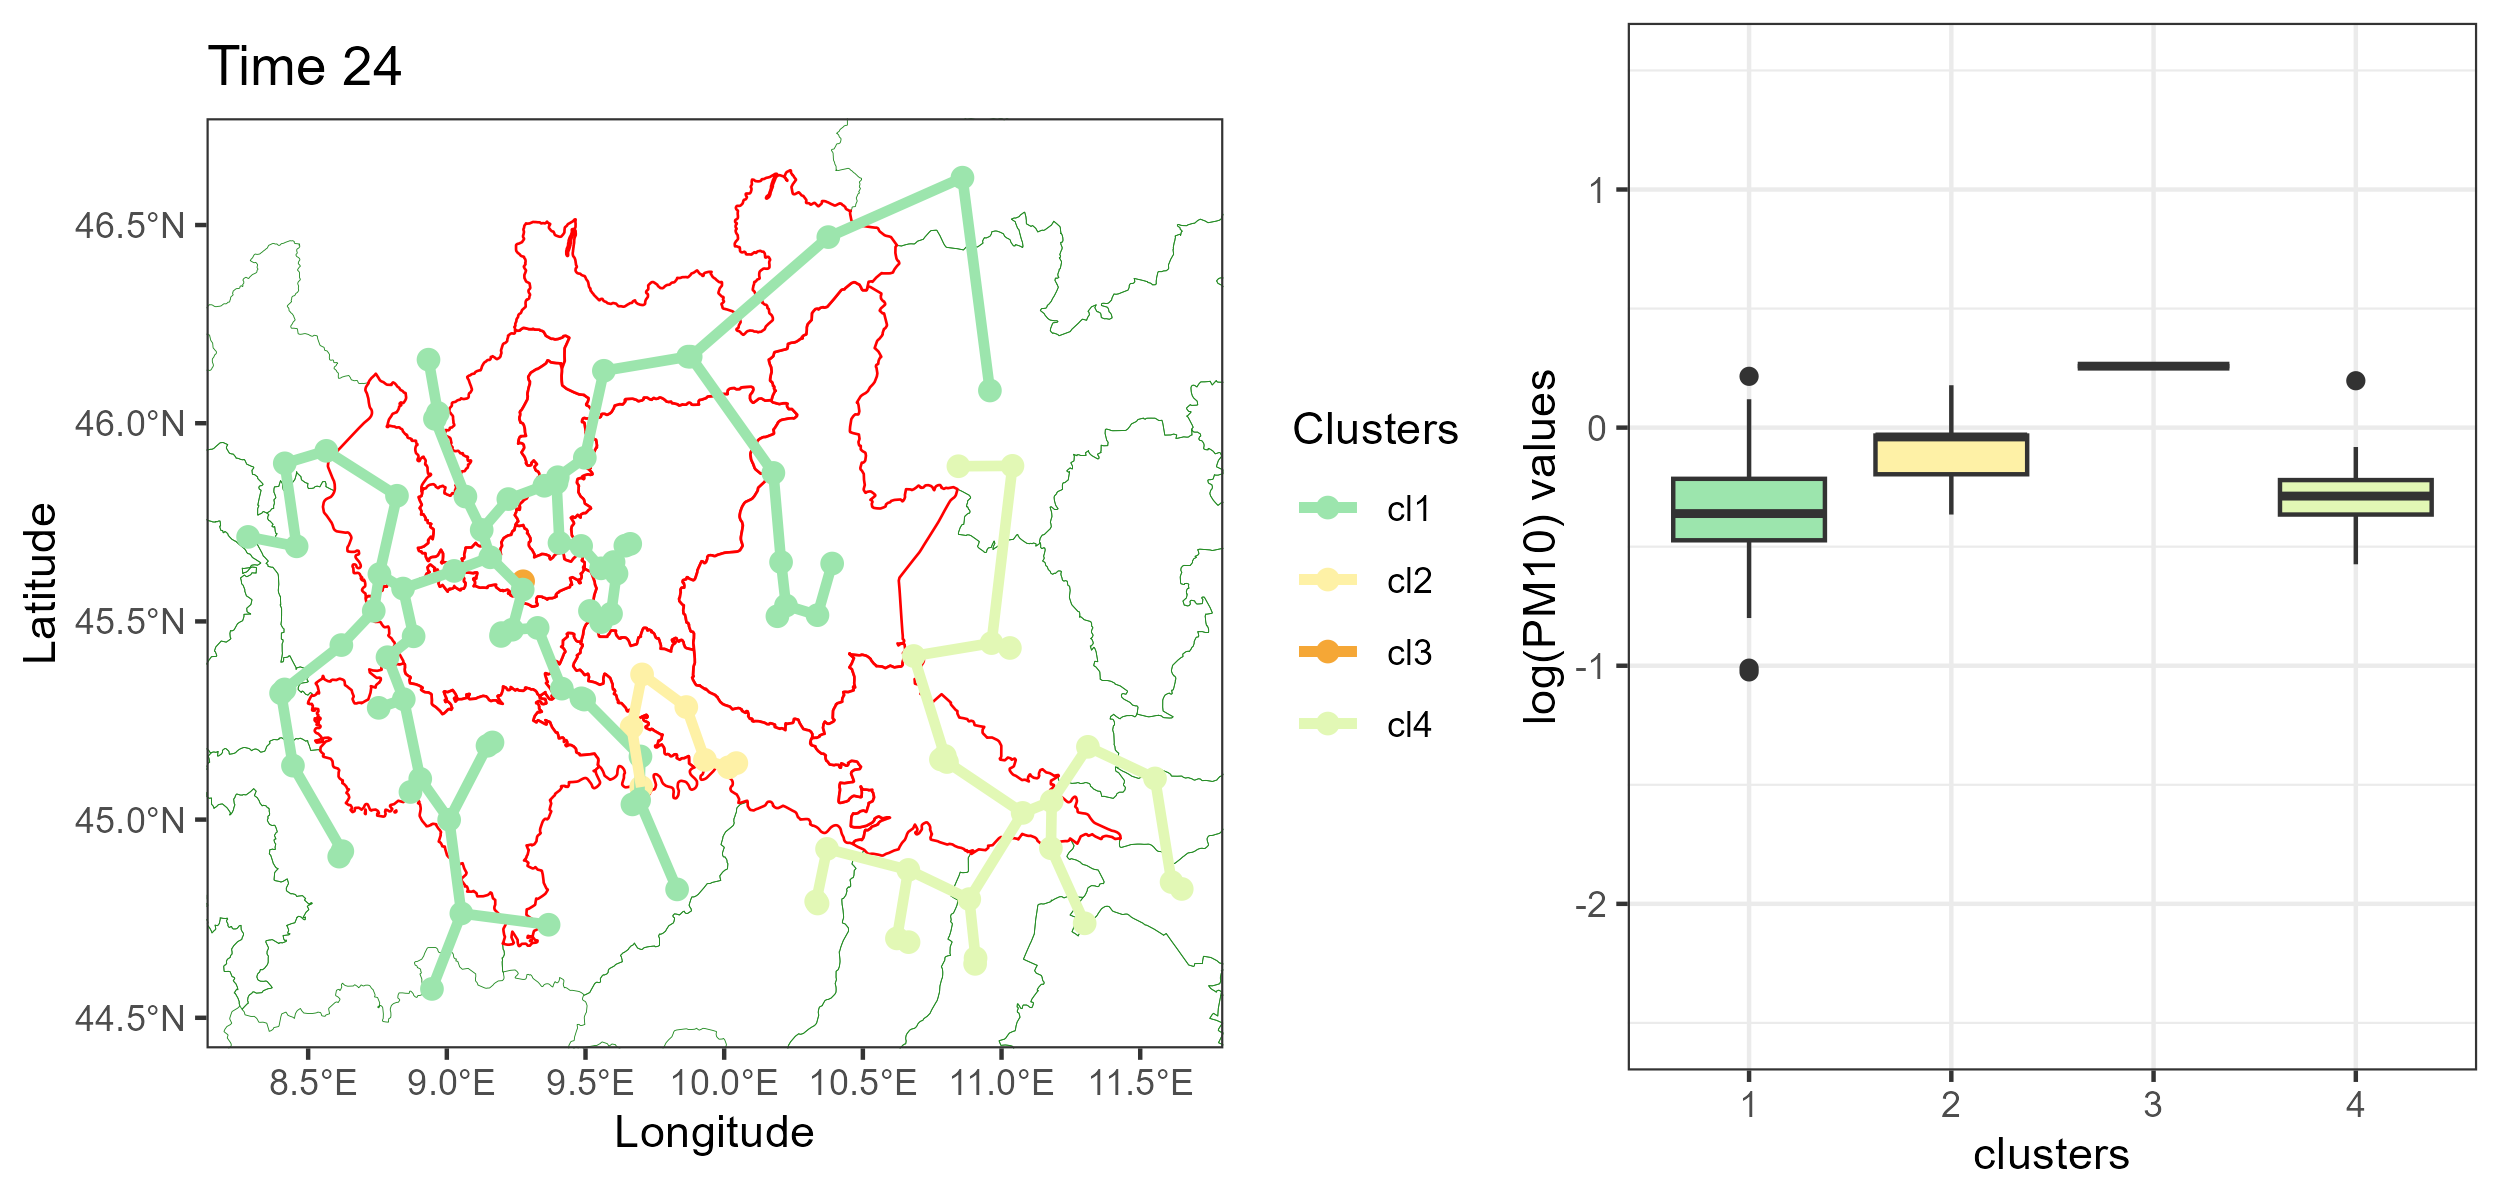 Time 24
Latitude
46.5°N
46.0°N
45.5°N
45.0°N
44.5°N
8.5°E 9.0°E 9.5°E 10.0°E 10.5°E 11.0°E 11.5°E
Longitude
Clusters
cl1
cl2
cl3
cl4
log(PM10) values
1
0
-1
-2
1 2 3 4
clusters